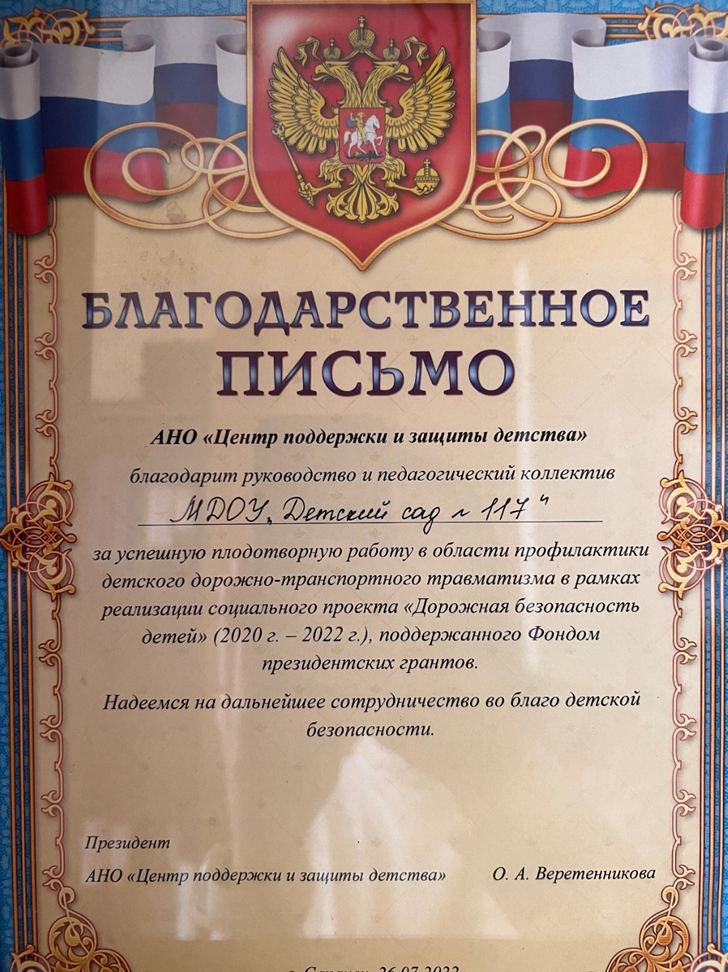 БЛАГОДАРСТВЕННОЕ
ПИСЬМО
АНО «Центр поддержки и защиты детства»
благодарит руководство и педагогический коллектив
МДОУ „Детский сад № 117"
за успешную плодотворную работу в области профилактики
детского дорожно-транспортного травматизма в рамках
реализации социального проекта «Дорожная безопасность
детей» (2020 г. – 2022 г.), поддержанного Фондом
президентских грантов.
Надеемся на дальнейшее сотрудничество во благо детской
безопасности.
Президент
АНО «Центр поддержки и защиты детства» О. А. Веретенникова
г. Саранск, 26.07.2022